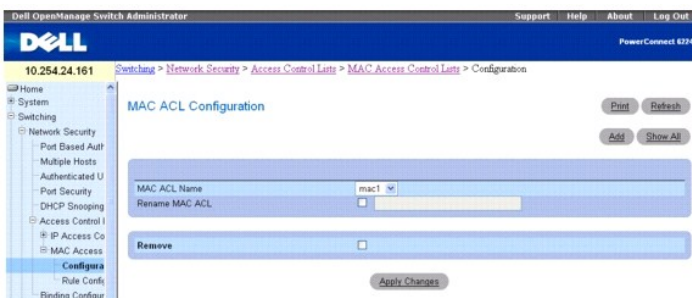 Dell OpenManage Switch Administrator
Support Help About Log Out
DELL
PowerConnect 6224
10.254.24.161
Switching > Network Security > Access Control Lists > MAC Access Control Lists > Configuration
Home
System
Switching
Network Security
Port Based Auth
Multiple Hosts
Authenticated U
Port Security
DHCP Snooping
Access Control l
IP Access Co
MAC Access
Configura
Rule Config
Binding Configur
MAC ACL Configuration
Print Refresh
Add Show All
MAC ACL Name mac1
Rename MAC ACL
Remove
Apply Changes